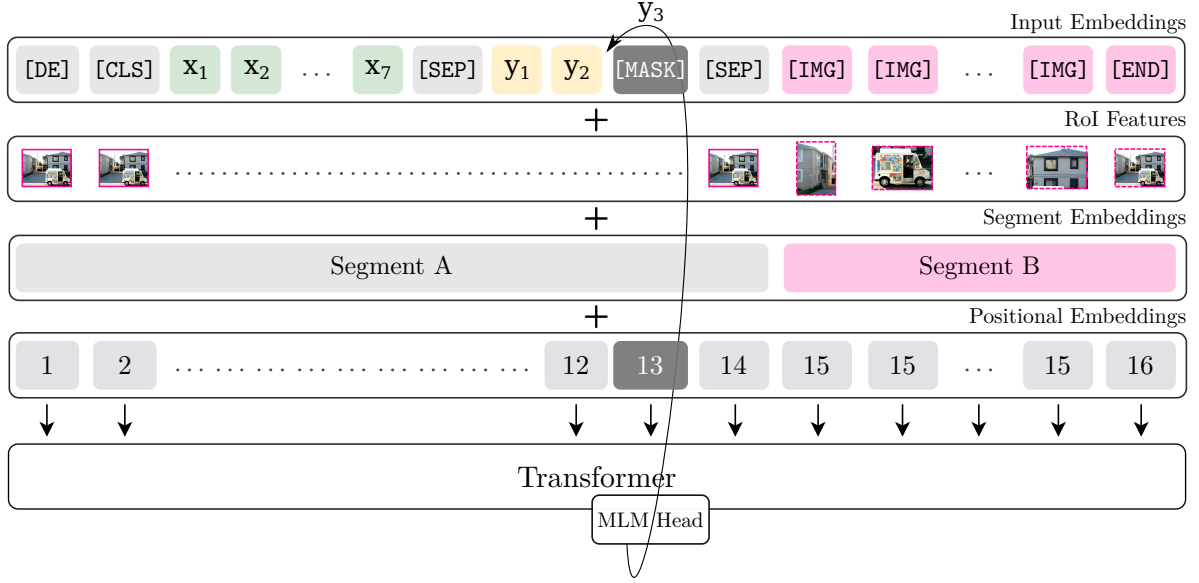 y3
Input Embeddings
[DE] [CLS] x1 x2 ... x7 [SEP] y1 y2 [MASK] [SEP] [IMG] [IMG] ... [IMG] [END]
+
RoI Features
+
Segment Embeddings
Segment A Segment B
+
Positional Embeddings
1 2 ... 12 13 14 15 15 ... 15 16
Transformer
MLM Head